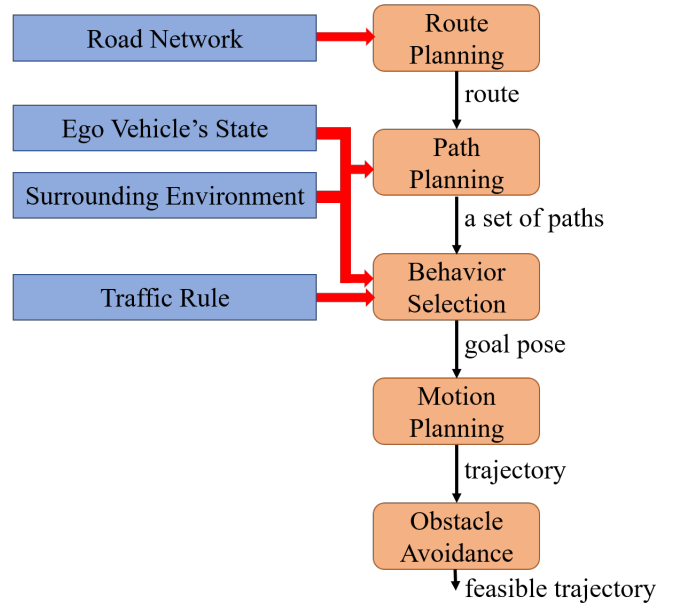 Road Network
Route
Planning
route
Ego Vehicle’s State
Path
Planning
Surrounding Environment
a set of paths
Behavior
Selection
Traffic Rule
goal pose
Motion
Planning
trajectory
Obstacle
Avoidance
feasible trajectory